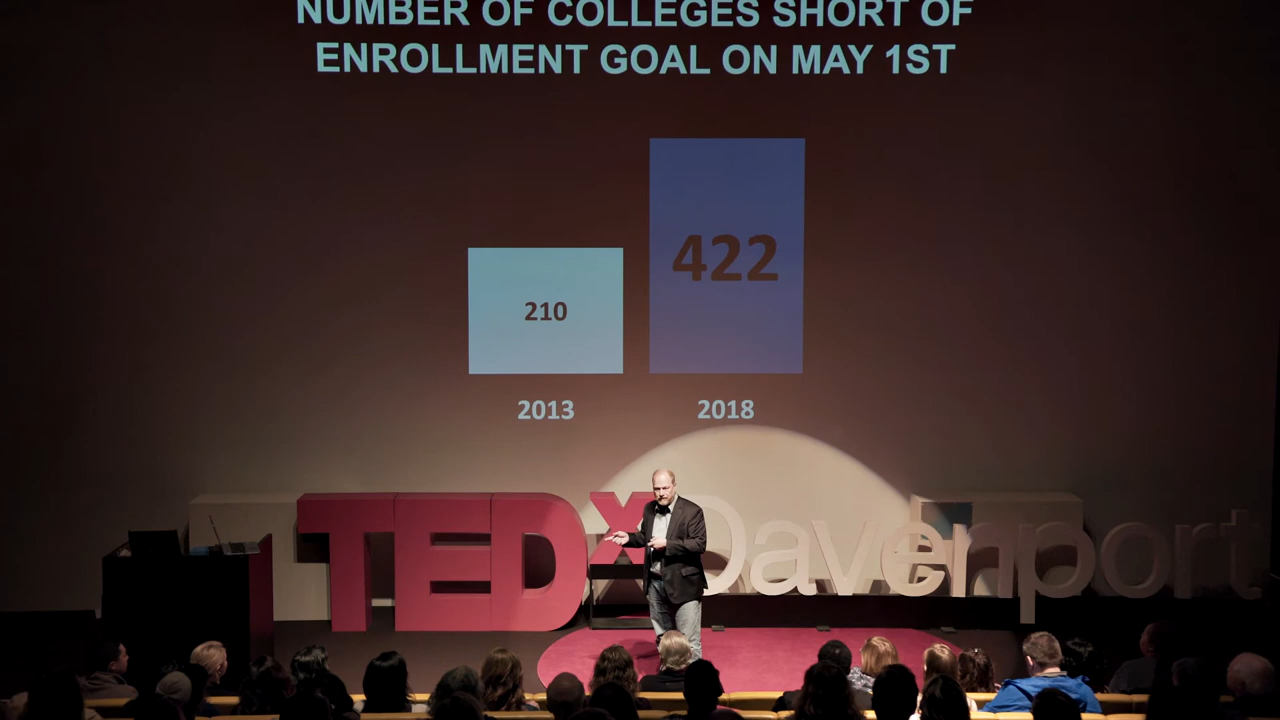 NUMBER OF COLLEGES SHORT OF
ENROLLMENT GOAL ON MAY 1ST
422
210
2013
2018
TEDxDavenport